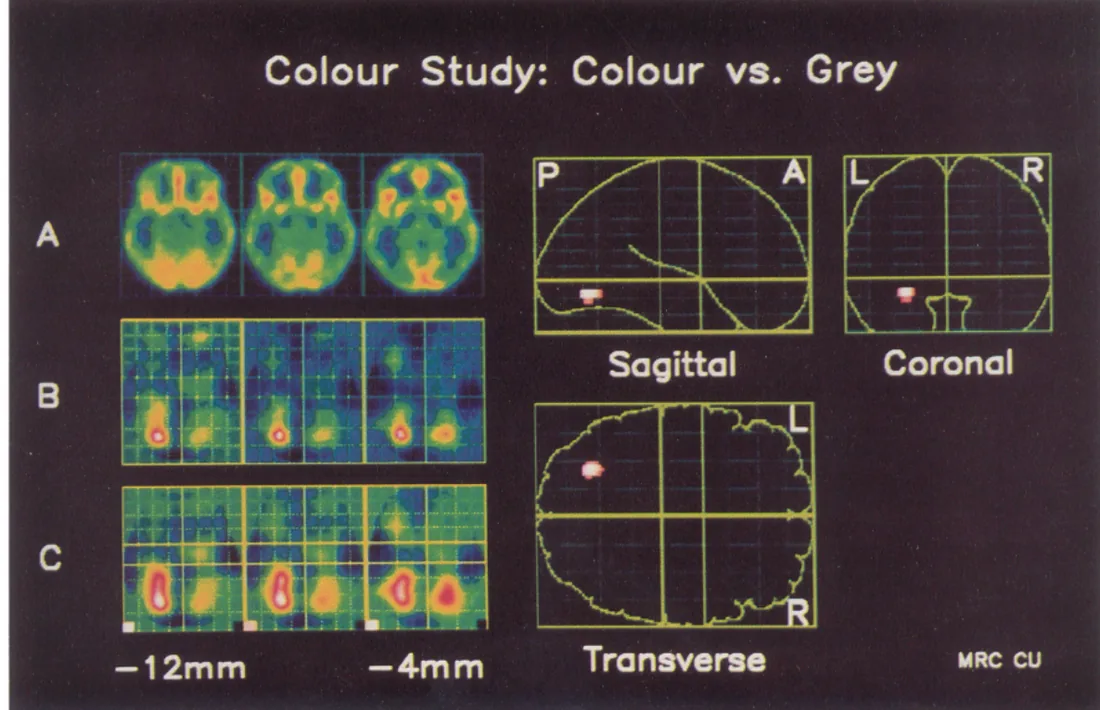 Colour Study: Colour vs. Grey
A
B
C
−12mm
−4mm
P
A
L
R
Sagittal
Coronal
L
R
Transverse
MRC CU